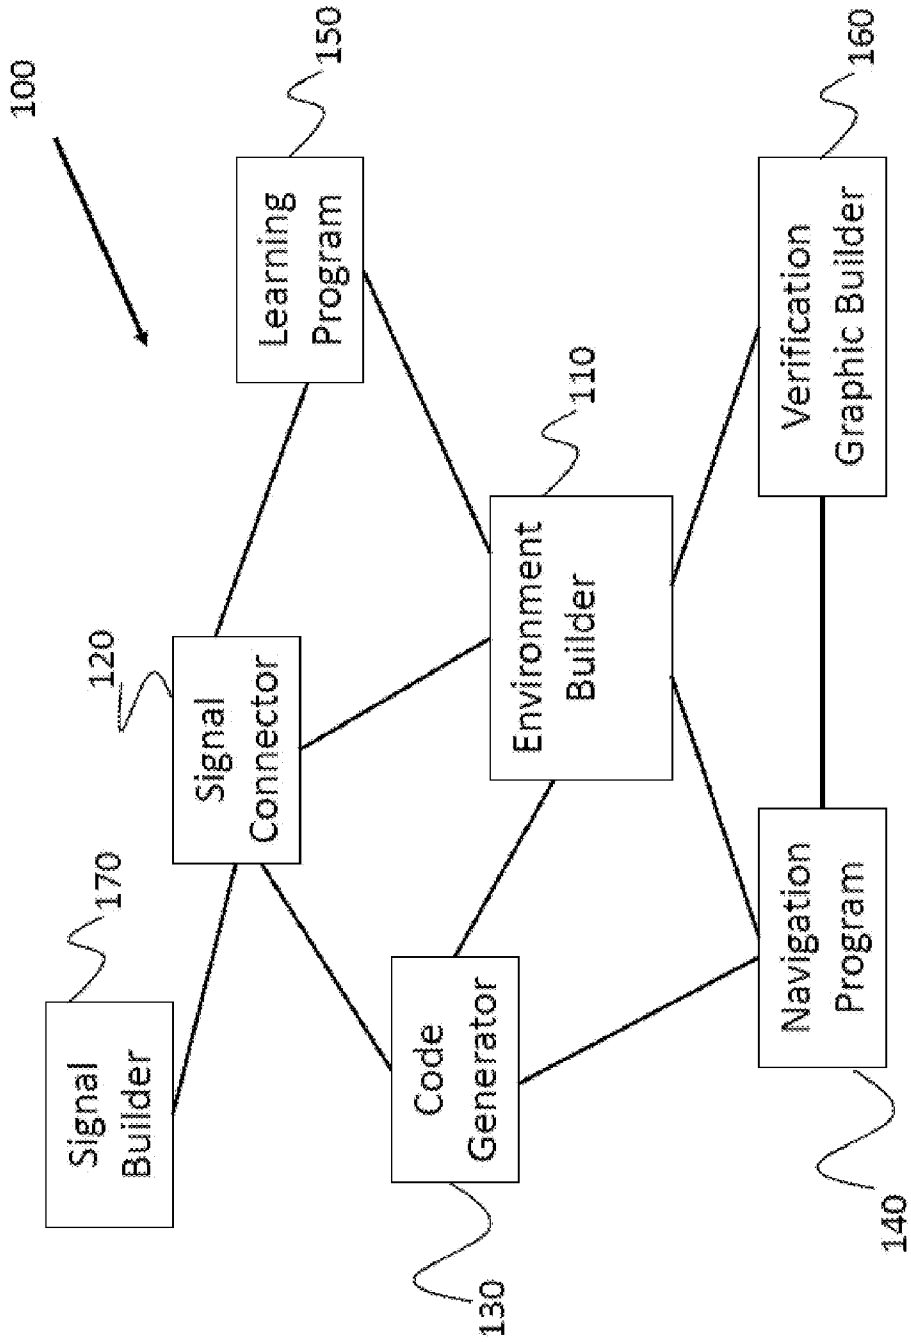 100
170
120
Signal
Builder
Signal
Connector
150
Learning
Program
Code
Generator
130
110
Environment
Builder
Navigation
Program
140
160
Verification
Graphic Builder